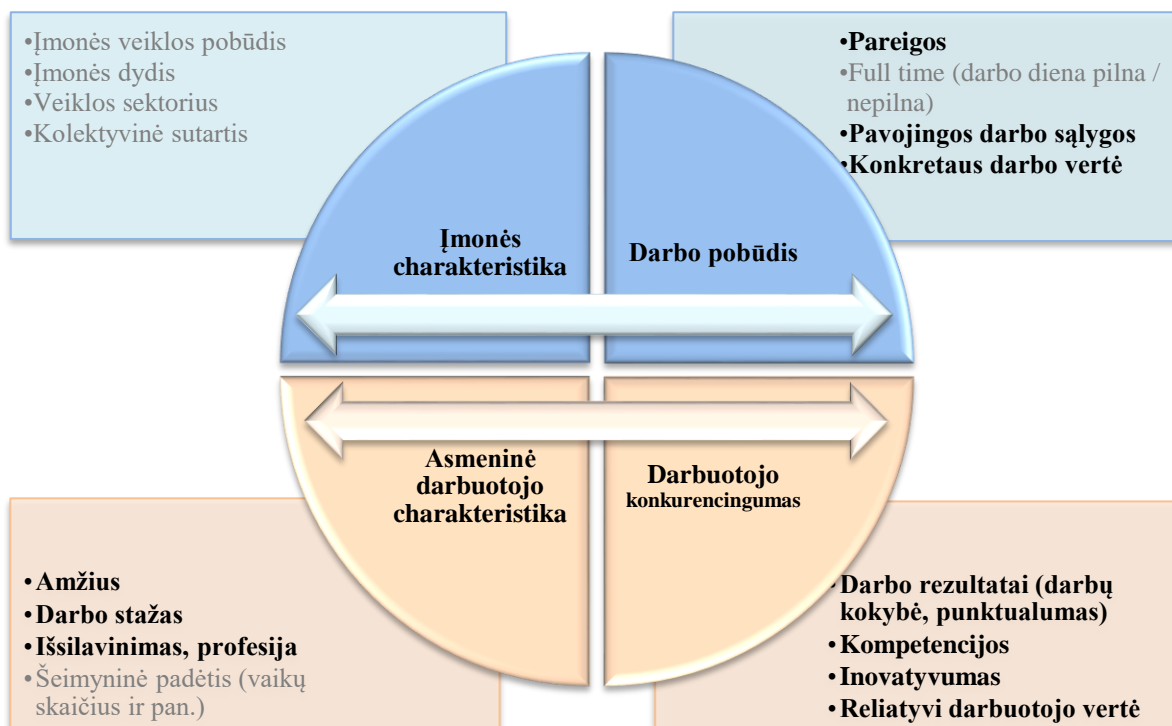 •Įmonės veiklos pobūdis
•Įmonės dydis
•Veiklos sektorius
•Kolektyvinė sutartis
•Pareigos
•Full time (darbo diena pilna /
nepilna)
•Pavojingos darbo sąlygos
•Konkretaus darbo vertė
Įmonės
charakteristika
Darbo pobūdis
Asmeninė
darbuotojo
charakteristika
Darbuotojo
konkurencingumas
•Amžius
•Darbo stažas
•Išsilavinimas, profesija
•Šeimyninė padėtis (vaikų
skaičius ir pan.)
•Darbo rezultatai (darbų
kokybė, punktualumas)
•Kompetencijos
•Inovatyvumas
•Reliatyvi darbuotojo vertė